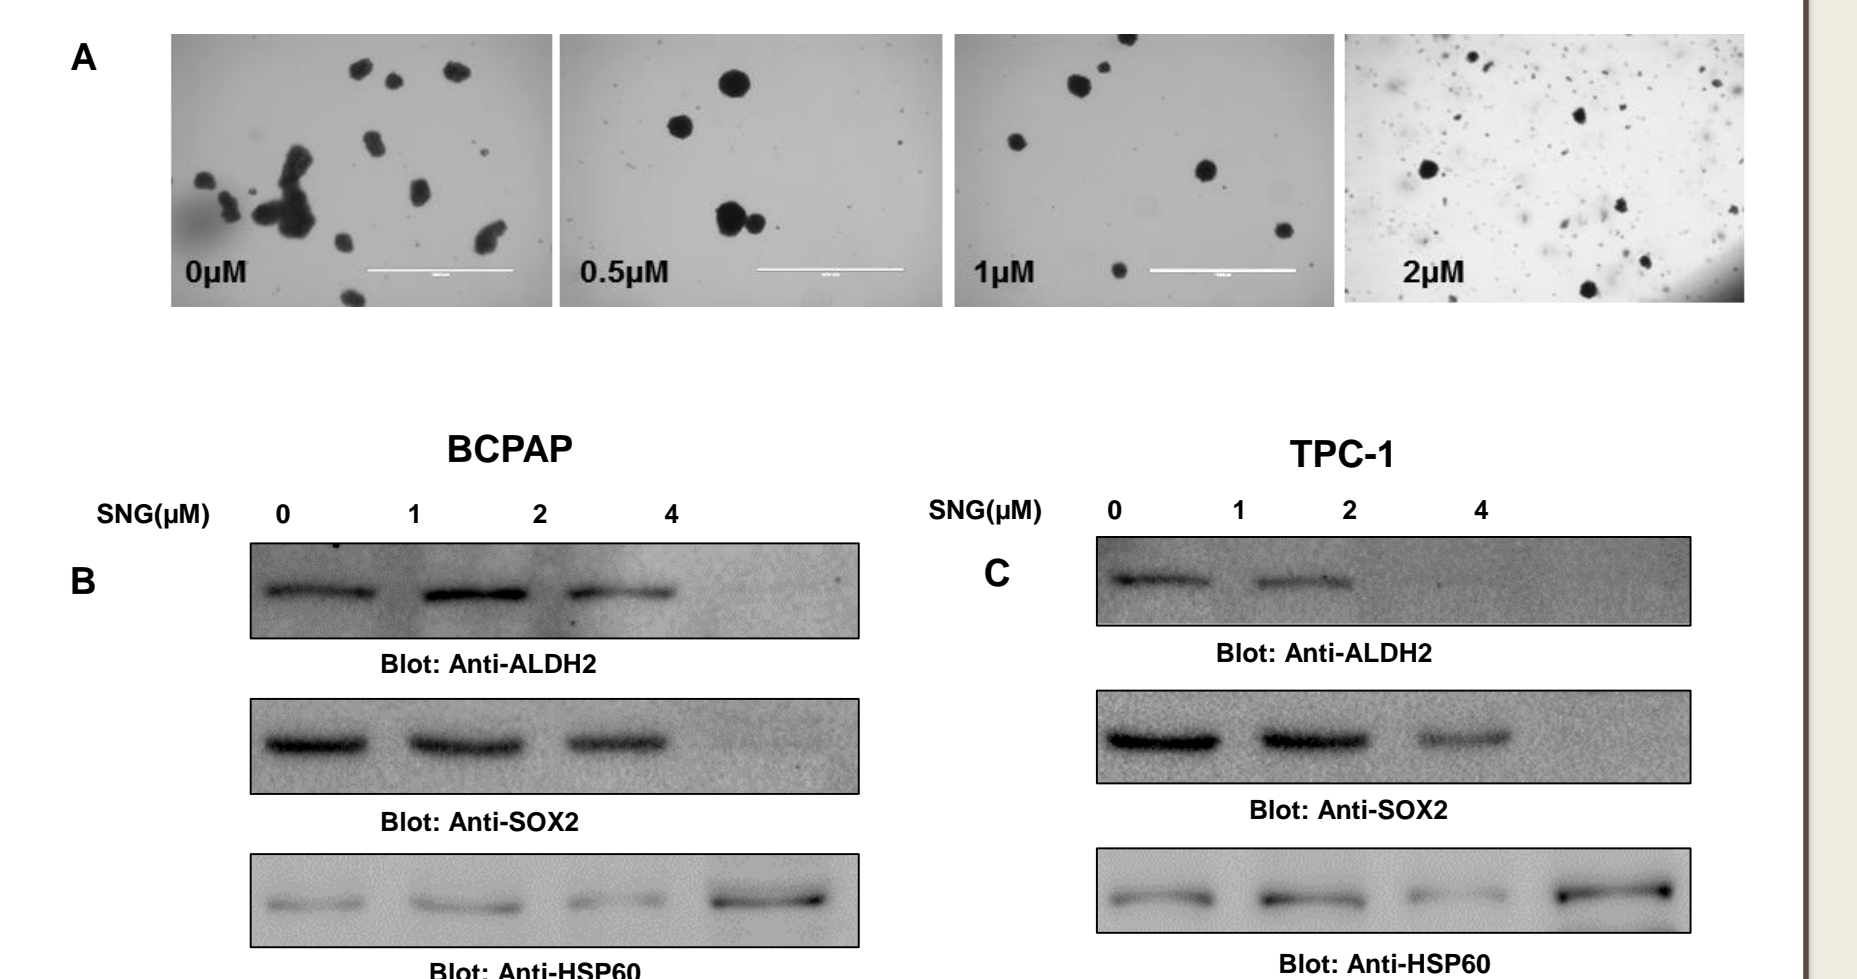 A
0µM
0.5µM
1µM
2µM
BCPAP
SNG(µM) 0 1 2 4
B
Blot: Anti-ALDH2
Blot: Anti-SOX2
Blot: Anti-HSP60
TPC-1
SNG(µM) 0 1 2 4
C
Blot: Anti-ALDH2
Blot: Anti-SOX2
Blot: Anti-HSP60